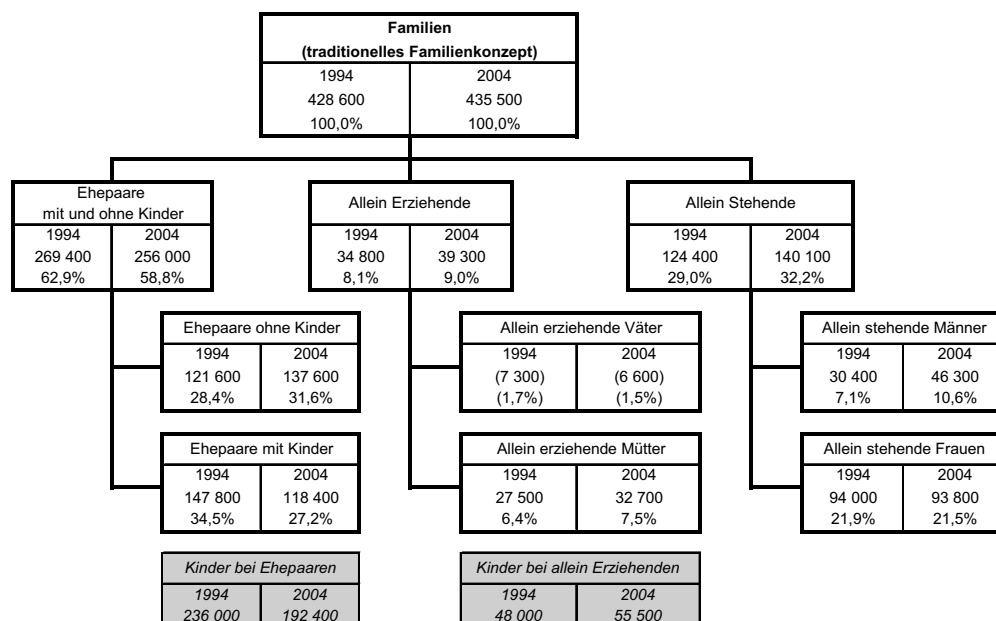 Familien
(traditionelles Familienkonzept)
1994 2004
428 600 435 500
100,0% 100,0%
Ehepaare
mit und ohne Kinder
1994 2004
269 400 256 000
62,9% 58,8%
Allein Erziehende
1994 2004
34 800 39 300
8,1% 9,0%
Allein Stehende
1994 2004
124 400 140 100
29,0% 32,2%
Ehepaare ohne Kinder
1994 2004
121 600 137 600
28,4% 31,6%
Allein erziehende Väter
1994 2004
(7 300) (6 600)
(1,7%) (1,5%)
Allein stehende Männer
1994 2004
30 400 46 300
7,1% 10,6%
Ehepaare mit Kinder
1994 2004
147 800 118 400
34,5% 27,2%
Allein erziehende Mütter
1994 2004
27 500 32 700
6,4% 7,5%
Allein stehende Frauen
1994 2004
94 000 93 800
21,9% 21,5%
Kinder bei Ehepaaren
1994 2004
236 000 192 400
Kinder bei allein Erziehenden
1994 2004
48 000 55 500